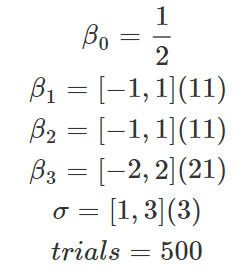 β₀ = 1/2
β₁ = [−1, 1](11)
β₂ = [−1, 1](11)
β₃ = [−2, 2](21)
σ = [1, 3](3)
trials = 500